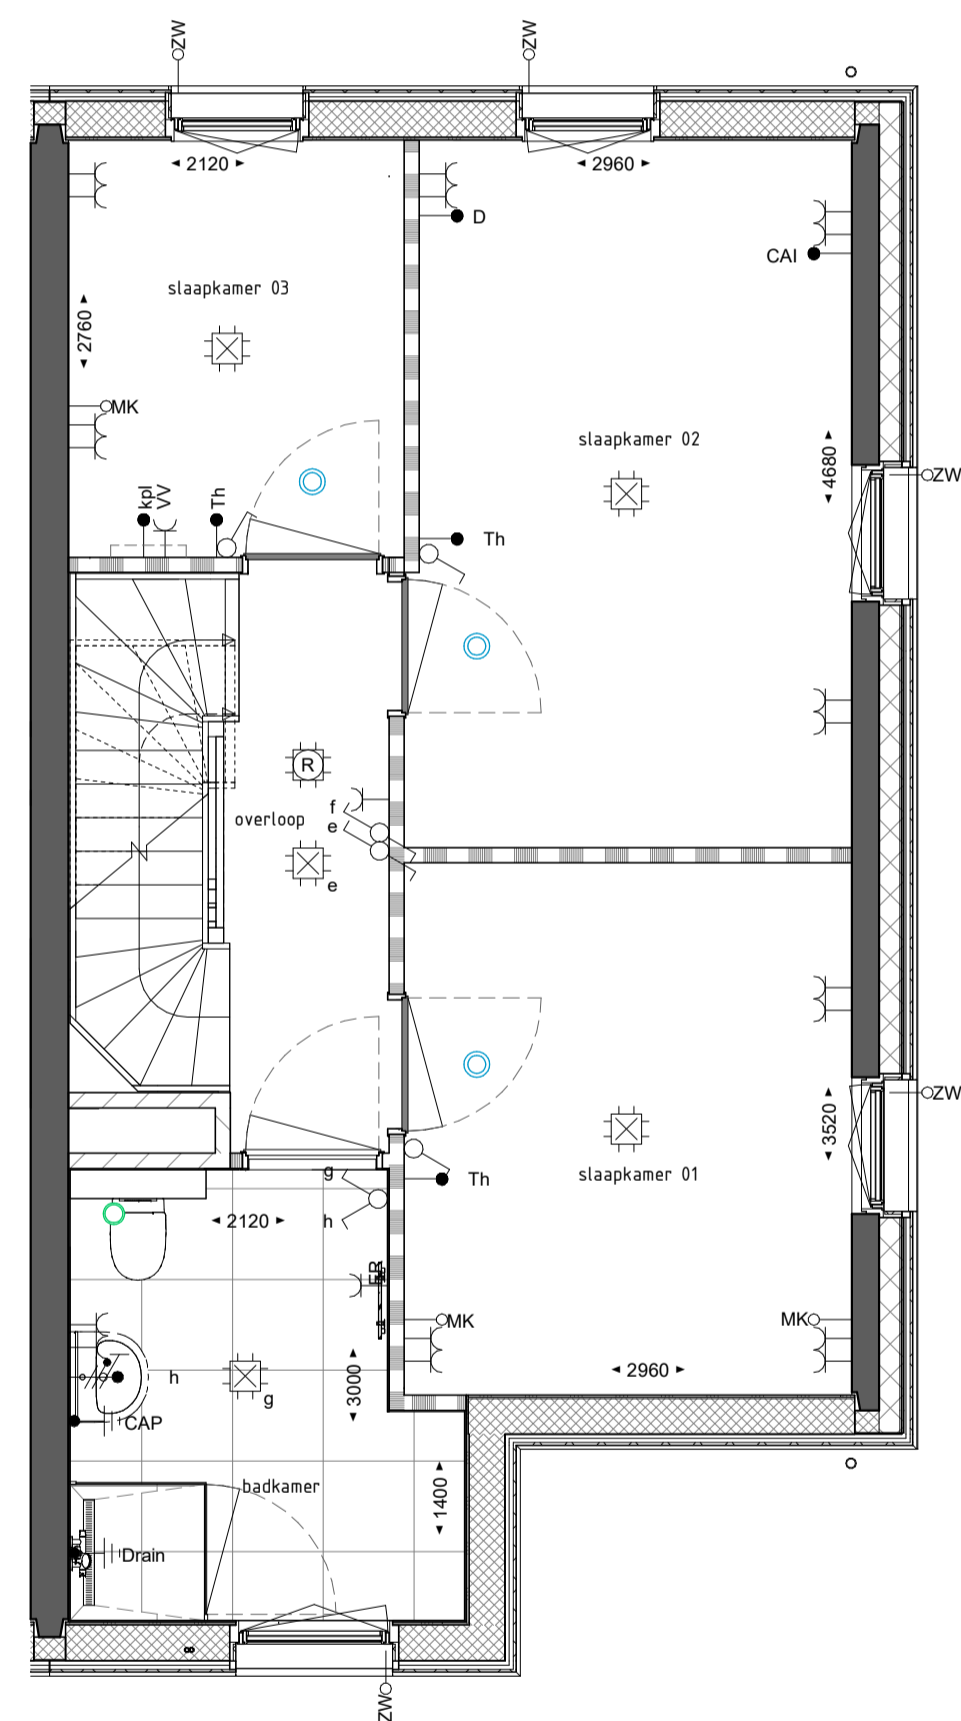 ZW
ZW
2120
2960
D
CAI
slaapkamer 03
2760
MK
slaapkamer 02
4680
ZW
kpl
VV
Th
Th
R
f
overloop
e
e
ZW
3520
Th
slaapkamer 01
g
2120
h
ER
MK
MK
2960
h
3000
g
CAP
badkamer
1400
Drain
8
ZW